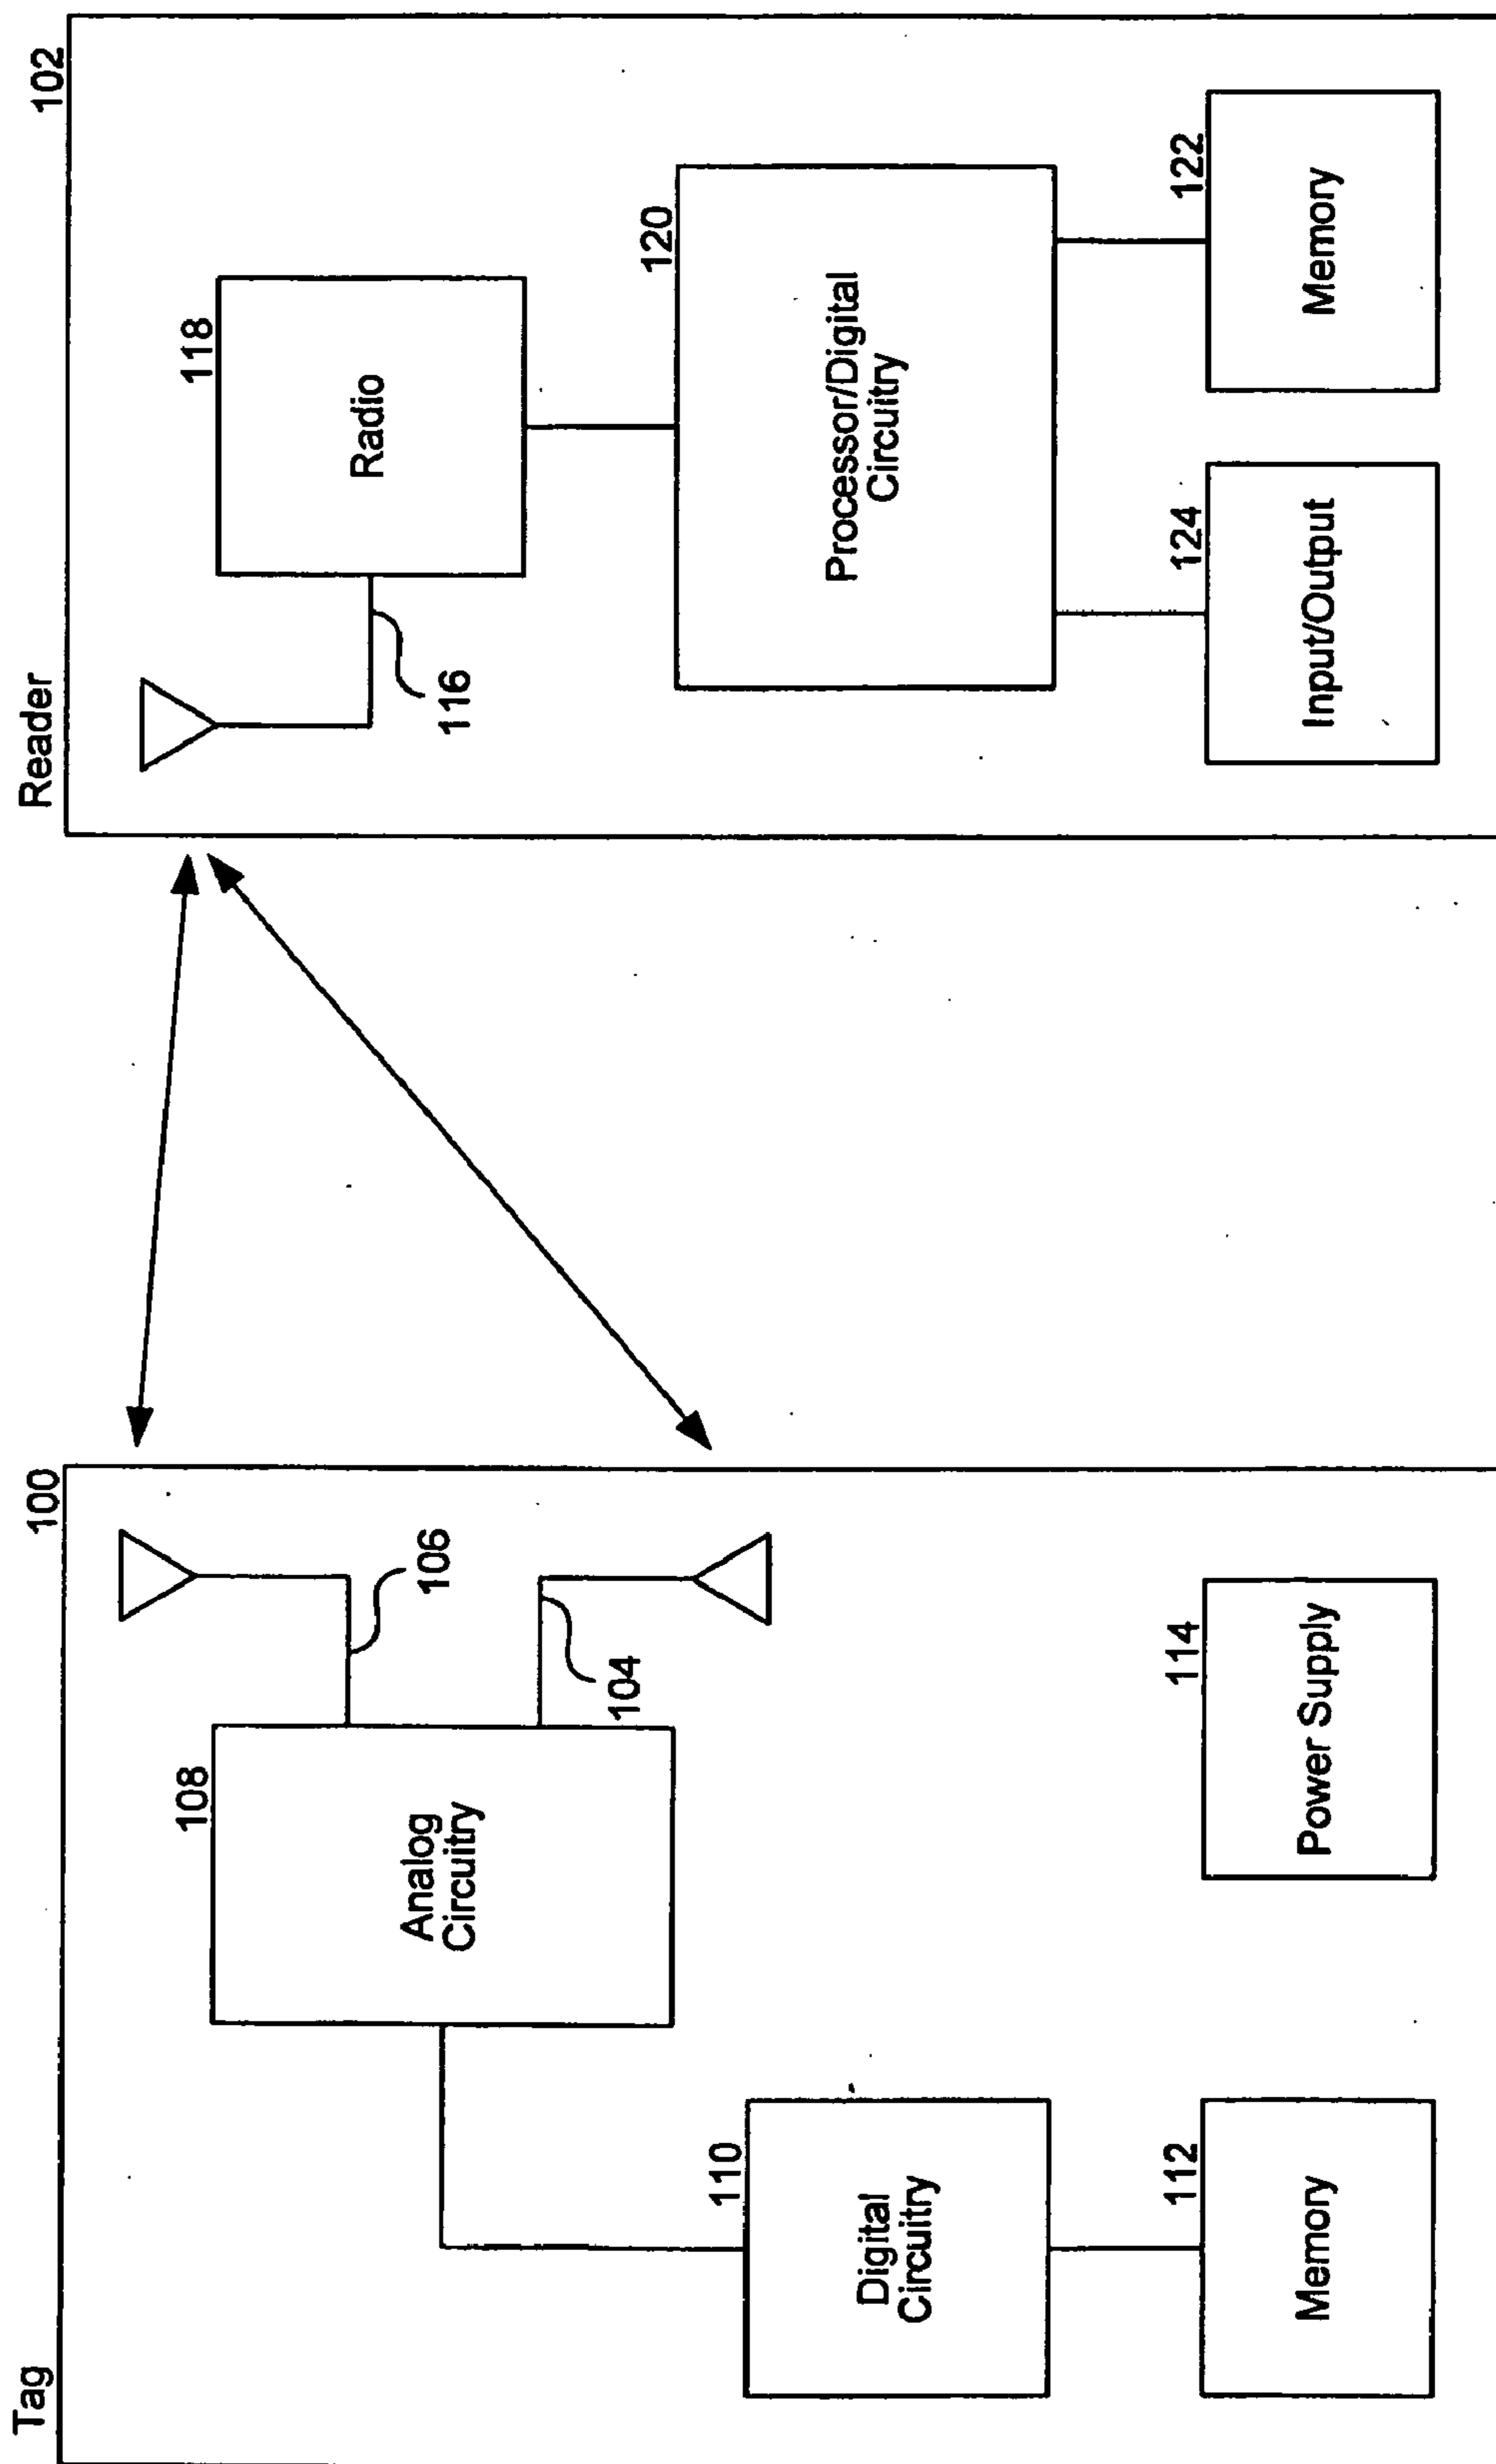 Tag
100
108
Analog
Circuitry
106
104
110
Digital
Circuitry
112
Memory
114
Power Supply
Reader
102
116
118
Radio
120
Processor/Digital
Circuitry
124
Input/Output
122
Memory